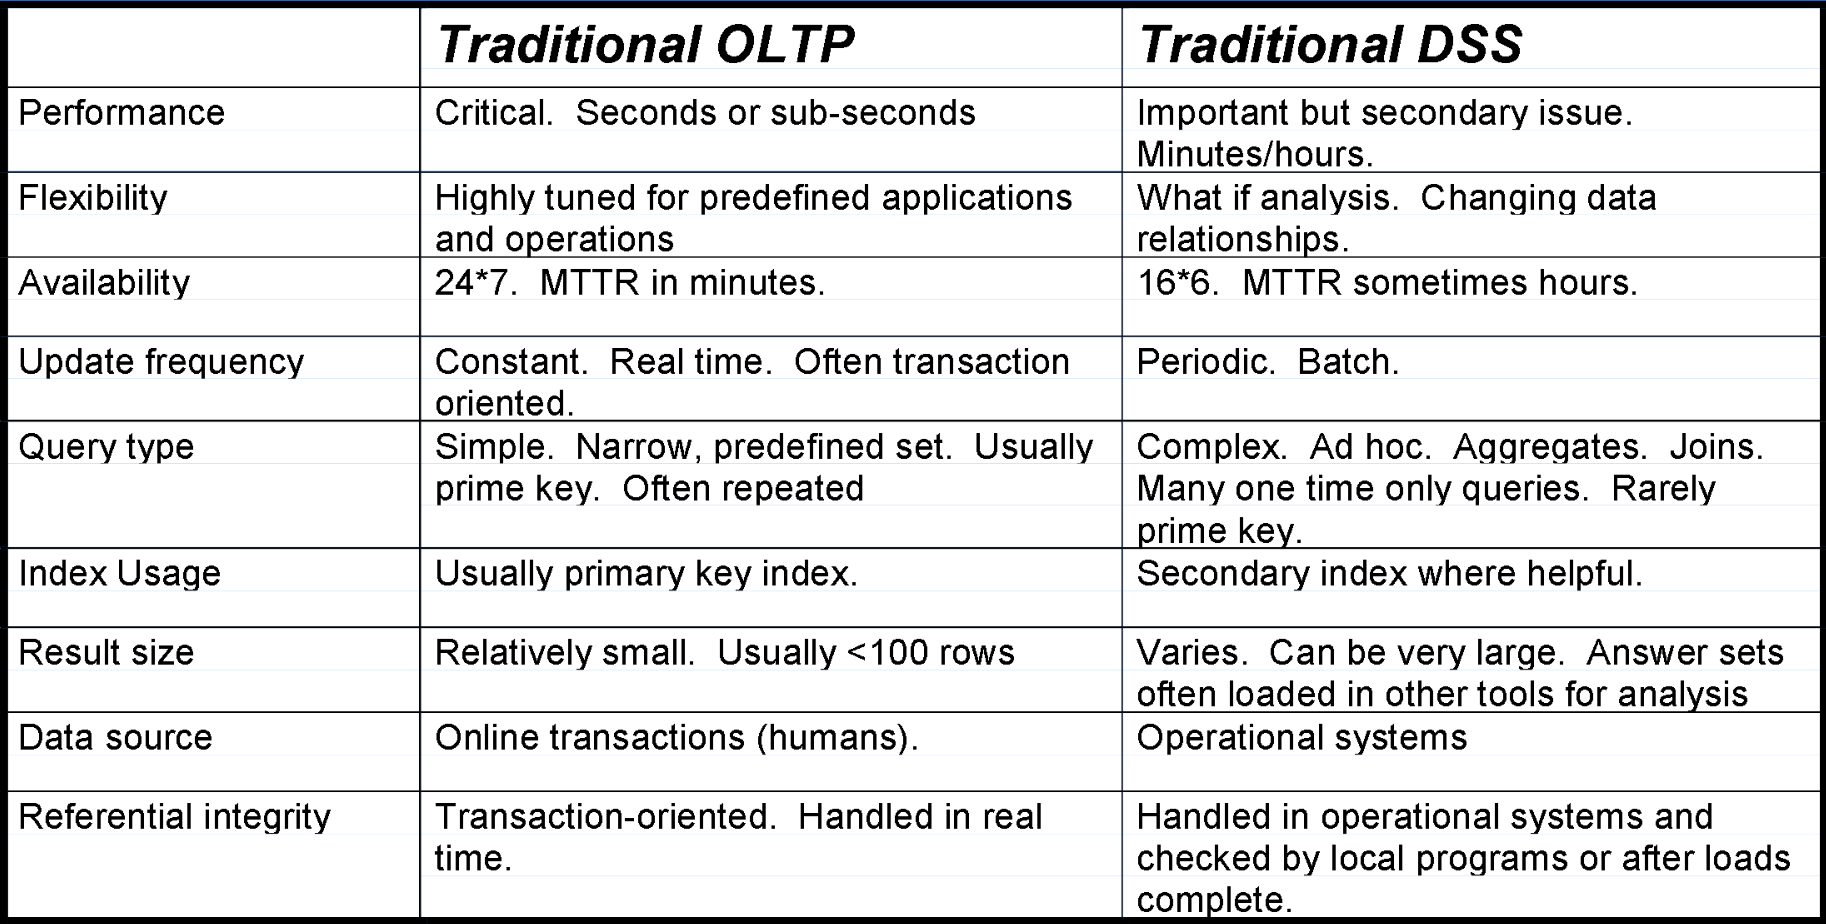 Traditional OLTP
Traditional DSS
Performance
Critical.  Seconds or sub-seconds
Important but secondary issue.
Minutes/hours.
Flexibility
Highly tuned for predefined applications
and operations
What if analysis.  Changing data
relationships.
Availability
24*7.  MTTR in minutes.
16*6.  MTTR sometimes hours.
Update frequency
Constant.  Real time.  Often transaction
oriented.
Periodic.  Batch.
Query type
Simple.  Narrow, predefined set.  Usually
prime key.  Often repeated
Complex.  Ad hoc.  Aggregates.  Joins.
Many one time only queries.  Rarely
prime key.
Index Usage
Usually primary key index.
Secondary index where helpful.
Result size
Relatively small.  Usually <100 rows
Varies.  Can be very large.  Answer sets
often loaded in other tools for analysis
Data source
Online transactions (humans).
Operational systems
Referential integrity
Transaction-oriented.  Handled in real
time.
Handled in operational systems and
checked by local programs or after loads
complete.